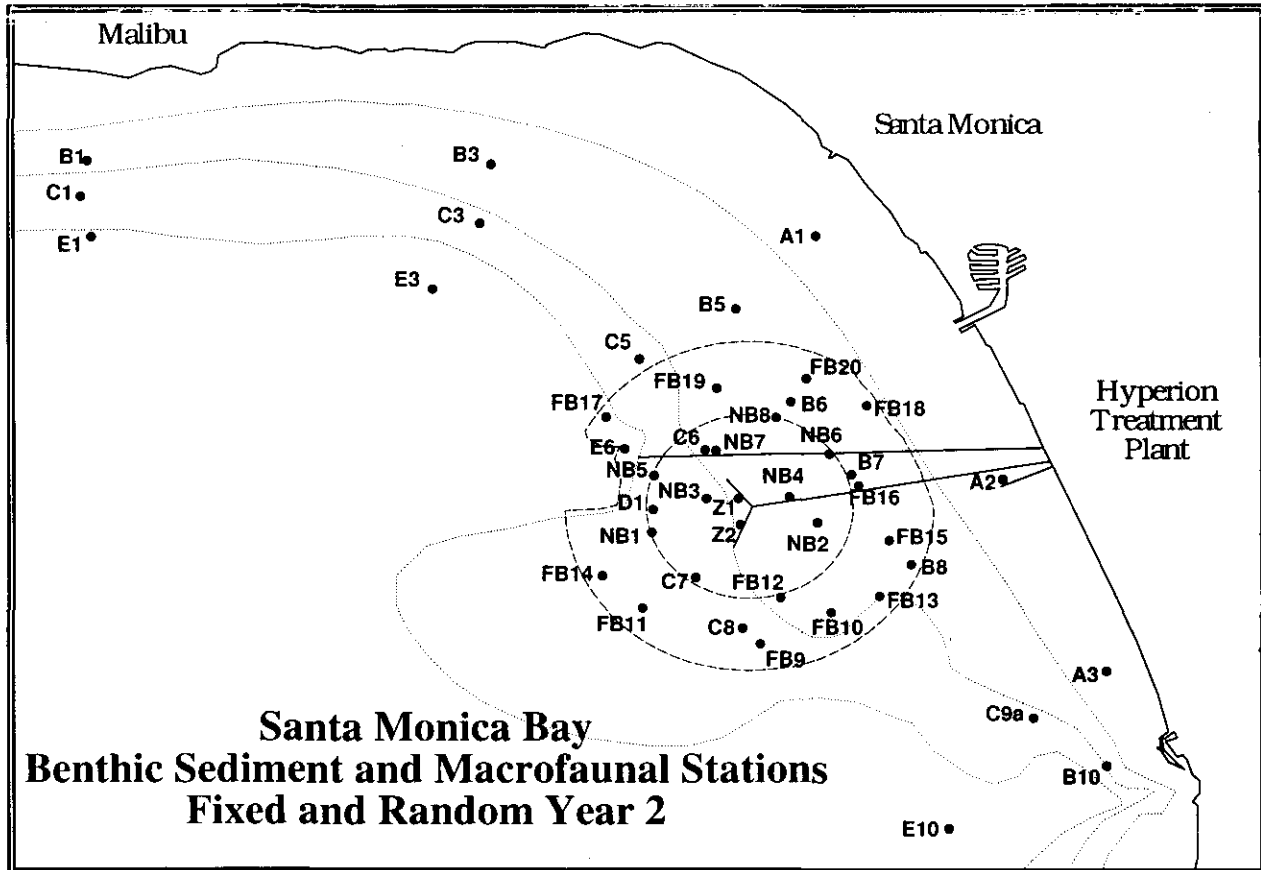 Malibu
Santa Monica
B1
B3
C1
C3
E1
A1
E3
B5
C5
FB20
FB19
Hyperion
Treatment
Plant
FB17
NB8
B6
FB18
C6
NB7
NB6
E6
NB5
B7
NB4
A2
NB3
FB16
D1
Z1
Z2
NB1
NB2
FB15
B8
FB14
C7
FB12
FB13
FB11
C8
FB10
FB9
A3
C9a
Santa Monica Bay
Benthic Sediment and Macrofaunal Stations
Fixed and Random Year 2
B10
E10